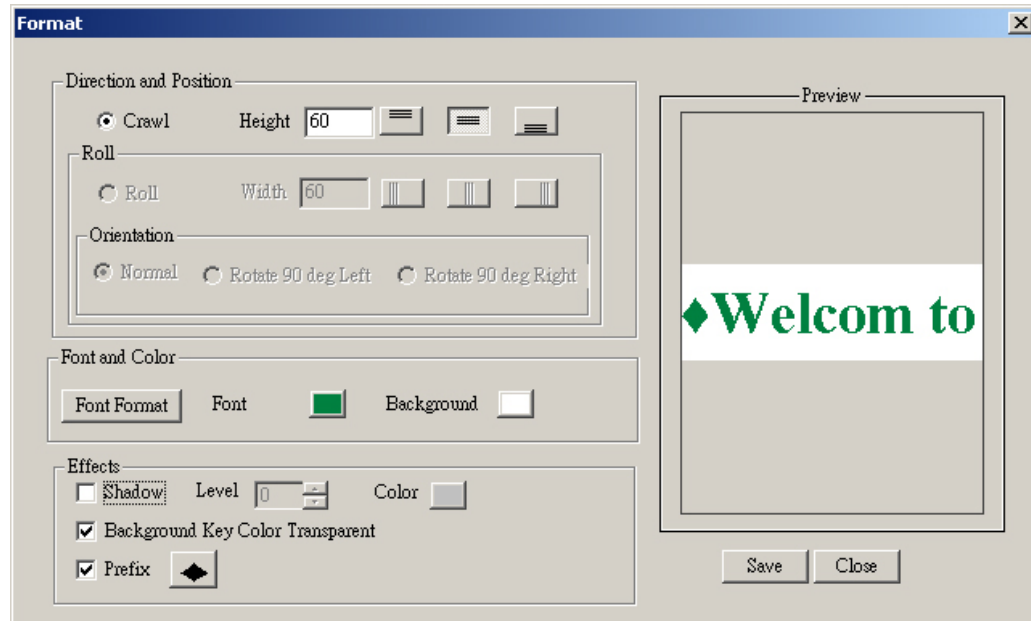 Format
Direction and Position
Crawl Height 60
Roll
Roll Width 60
Orientation
Normal Rotate 90 deg Left Rotate 90 deg Right
Font and Color
Font Format Font Background
Effects
Shadow Level 0 Color
Background Key Color Transparent
Prefix
Preview
♦Welcom to
Save Close